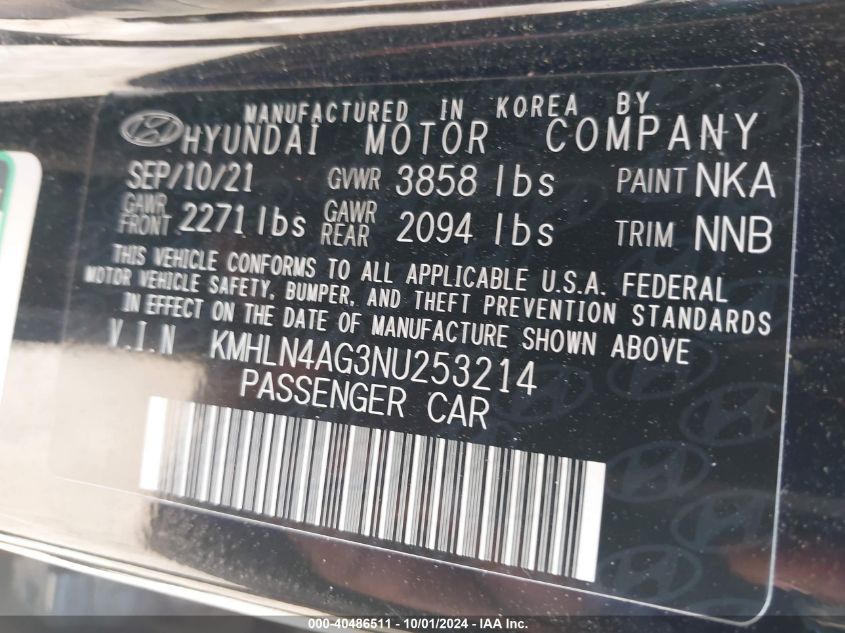 MANUFACTURED IN KOREA BY
HYUNDAI MOTOR COMPANY
SEP/10/21 GVWR 3858 lbs PAINT NKA
GAWR FRONT 2271 lbs GAWR REAR 2094 lbs TRIM NNB
THIS VEHICLE CONFORMS TO ALL APPLICABLE U.S.A. FEDERAL
MOTOR VEHICLE SAFETY, BUMPER, AND THEFT PREVENTION STANDARDS
IN EFFECT ON THE DATE OF MANUFACTURE SHOWN ABOVE
V.I.N KMHLN4AG3NU253214
PASSENGER CAR
000-40486511 - 10/01/2024 - IAA Inc.